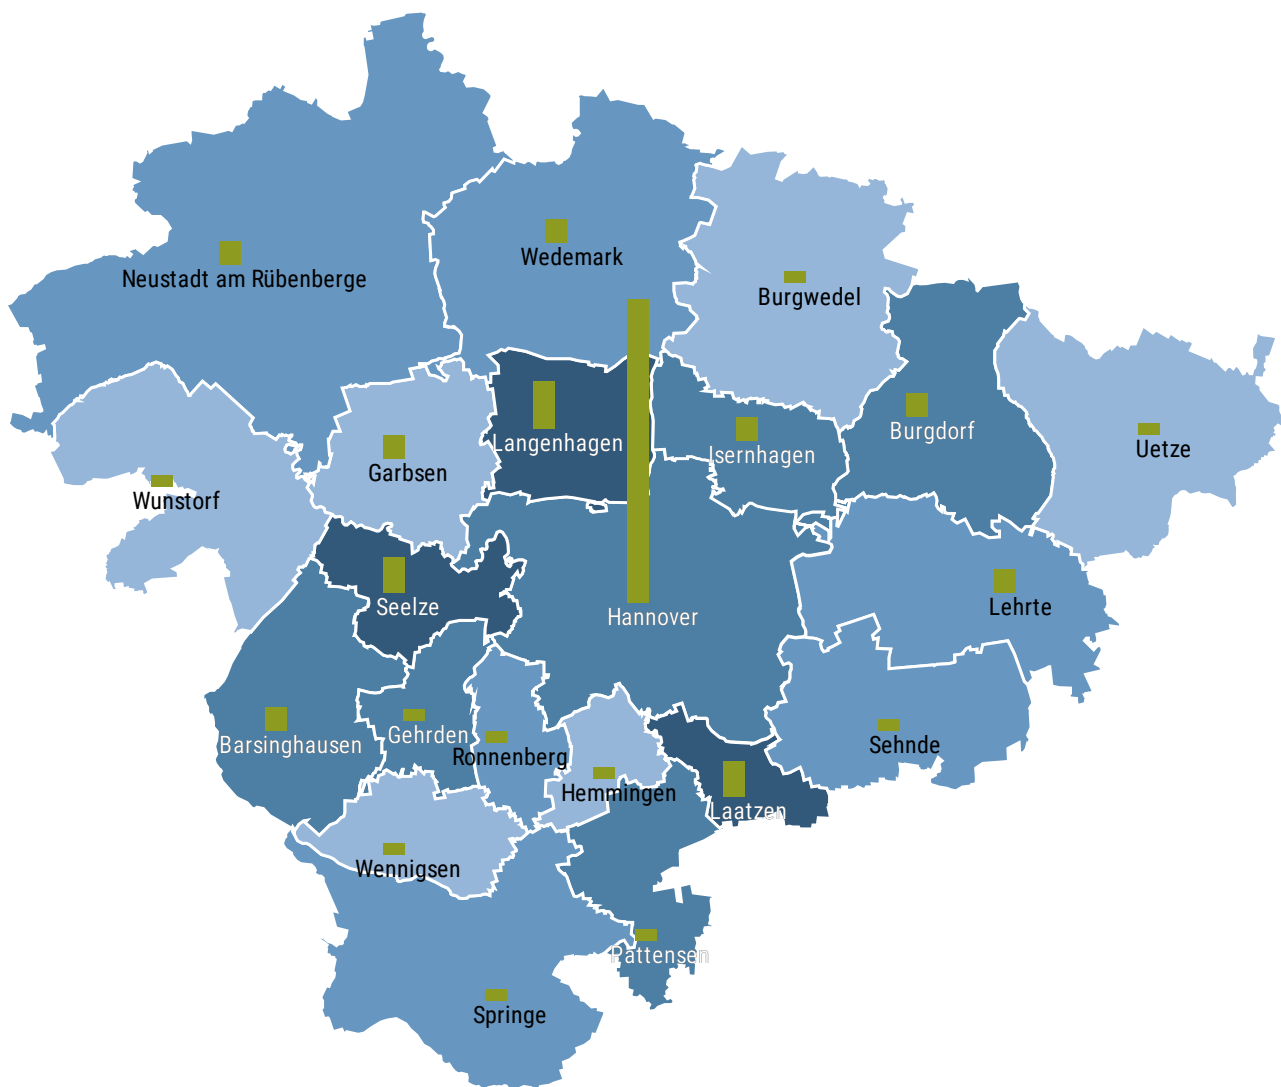 Wedemark
Neustadt am Rübenberge
Burgwedel
Burgdorf
Langenhagen
Isernhagen
Uetze
Garbsen
Wunstorf
Seelze
Lehrte
Hannover
Gehrden
Barsinghausen
Sehnde
Ronnenberg
Hemmingen
Laatzen
Wennigsen
Pattensen
Springe